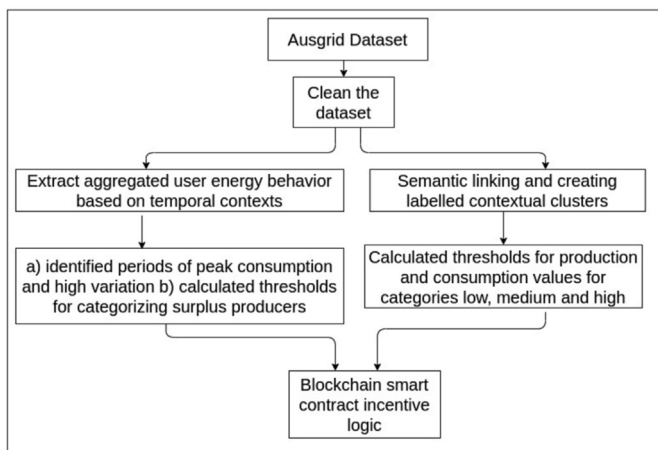 Ausgrid Dataset
Clean the
dataset
Extract aggregated user energy behavior
based on temporal contexts
Semantic linking and creating
labelled contextual clusters
a) identified periods of peak consumption
and high variation b) calculated thresholds
for categorizing surplus producers
Calculated thresholds for production
and consumption values for
categories low, medium and high
Blockchain smart
contract incentive
logic